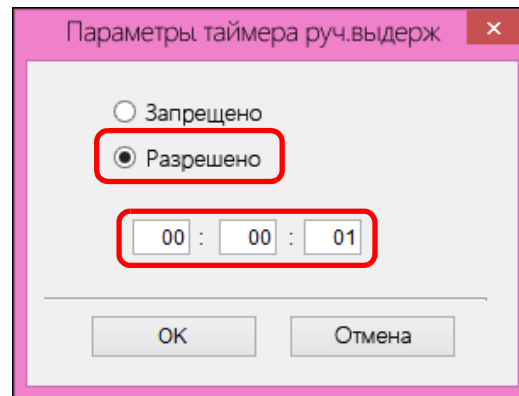 Параметры таймера руч.выдерж
Запрещено
Разрешено
00 : 00 : 01
OK Отмена